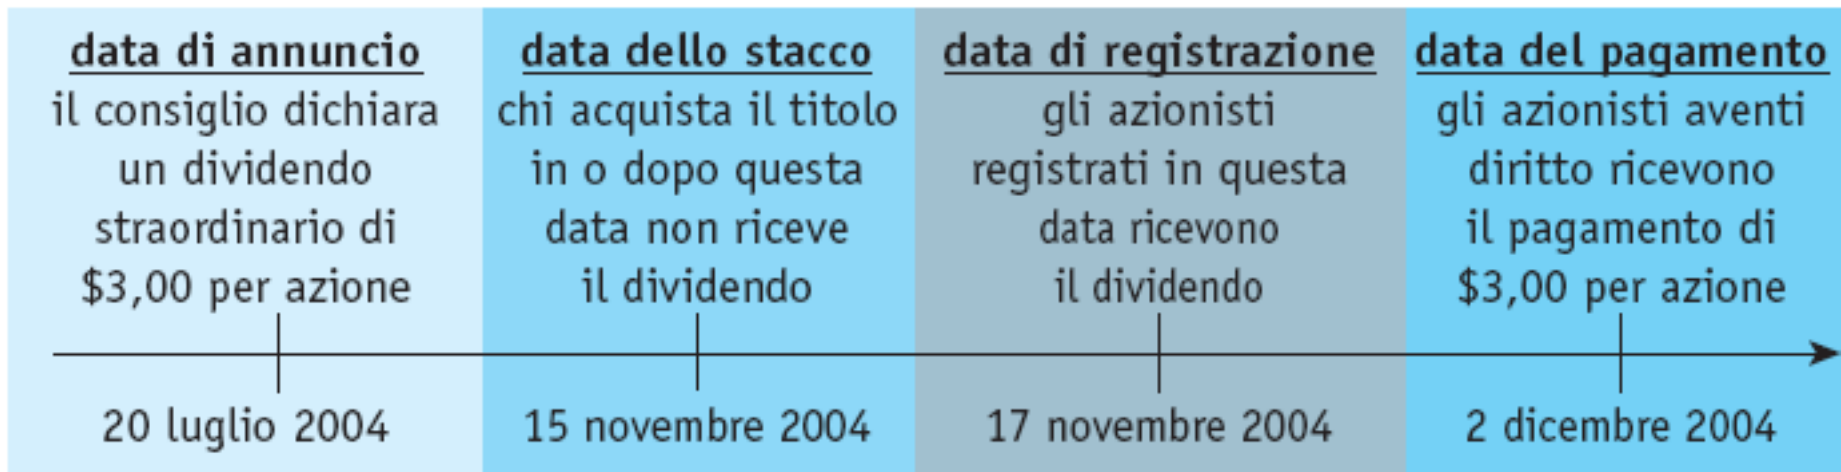 data di annuncio
il consiglio dichiara
un dividendo
straordinario di
$3,00 per azione
20 luglio 2004
data dello stacco
chi acquista il titolo
in o dopo questa
data non riceve
il dividendo
15 novembre 2004
data di registrazione
gli azionisti
registrati in questa
data ricevono
il dividendo
17 novembre 2004
data del pagamento
gli azionisti aventi
diritto ricevono
il pagamento di
$3,00 per azione
2 dicembre 2004